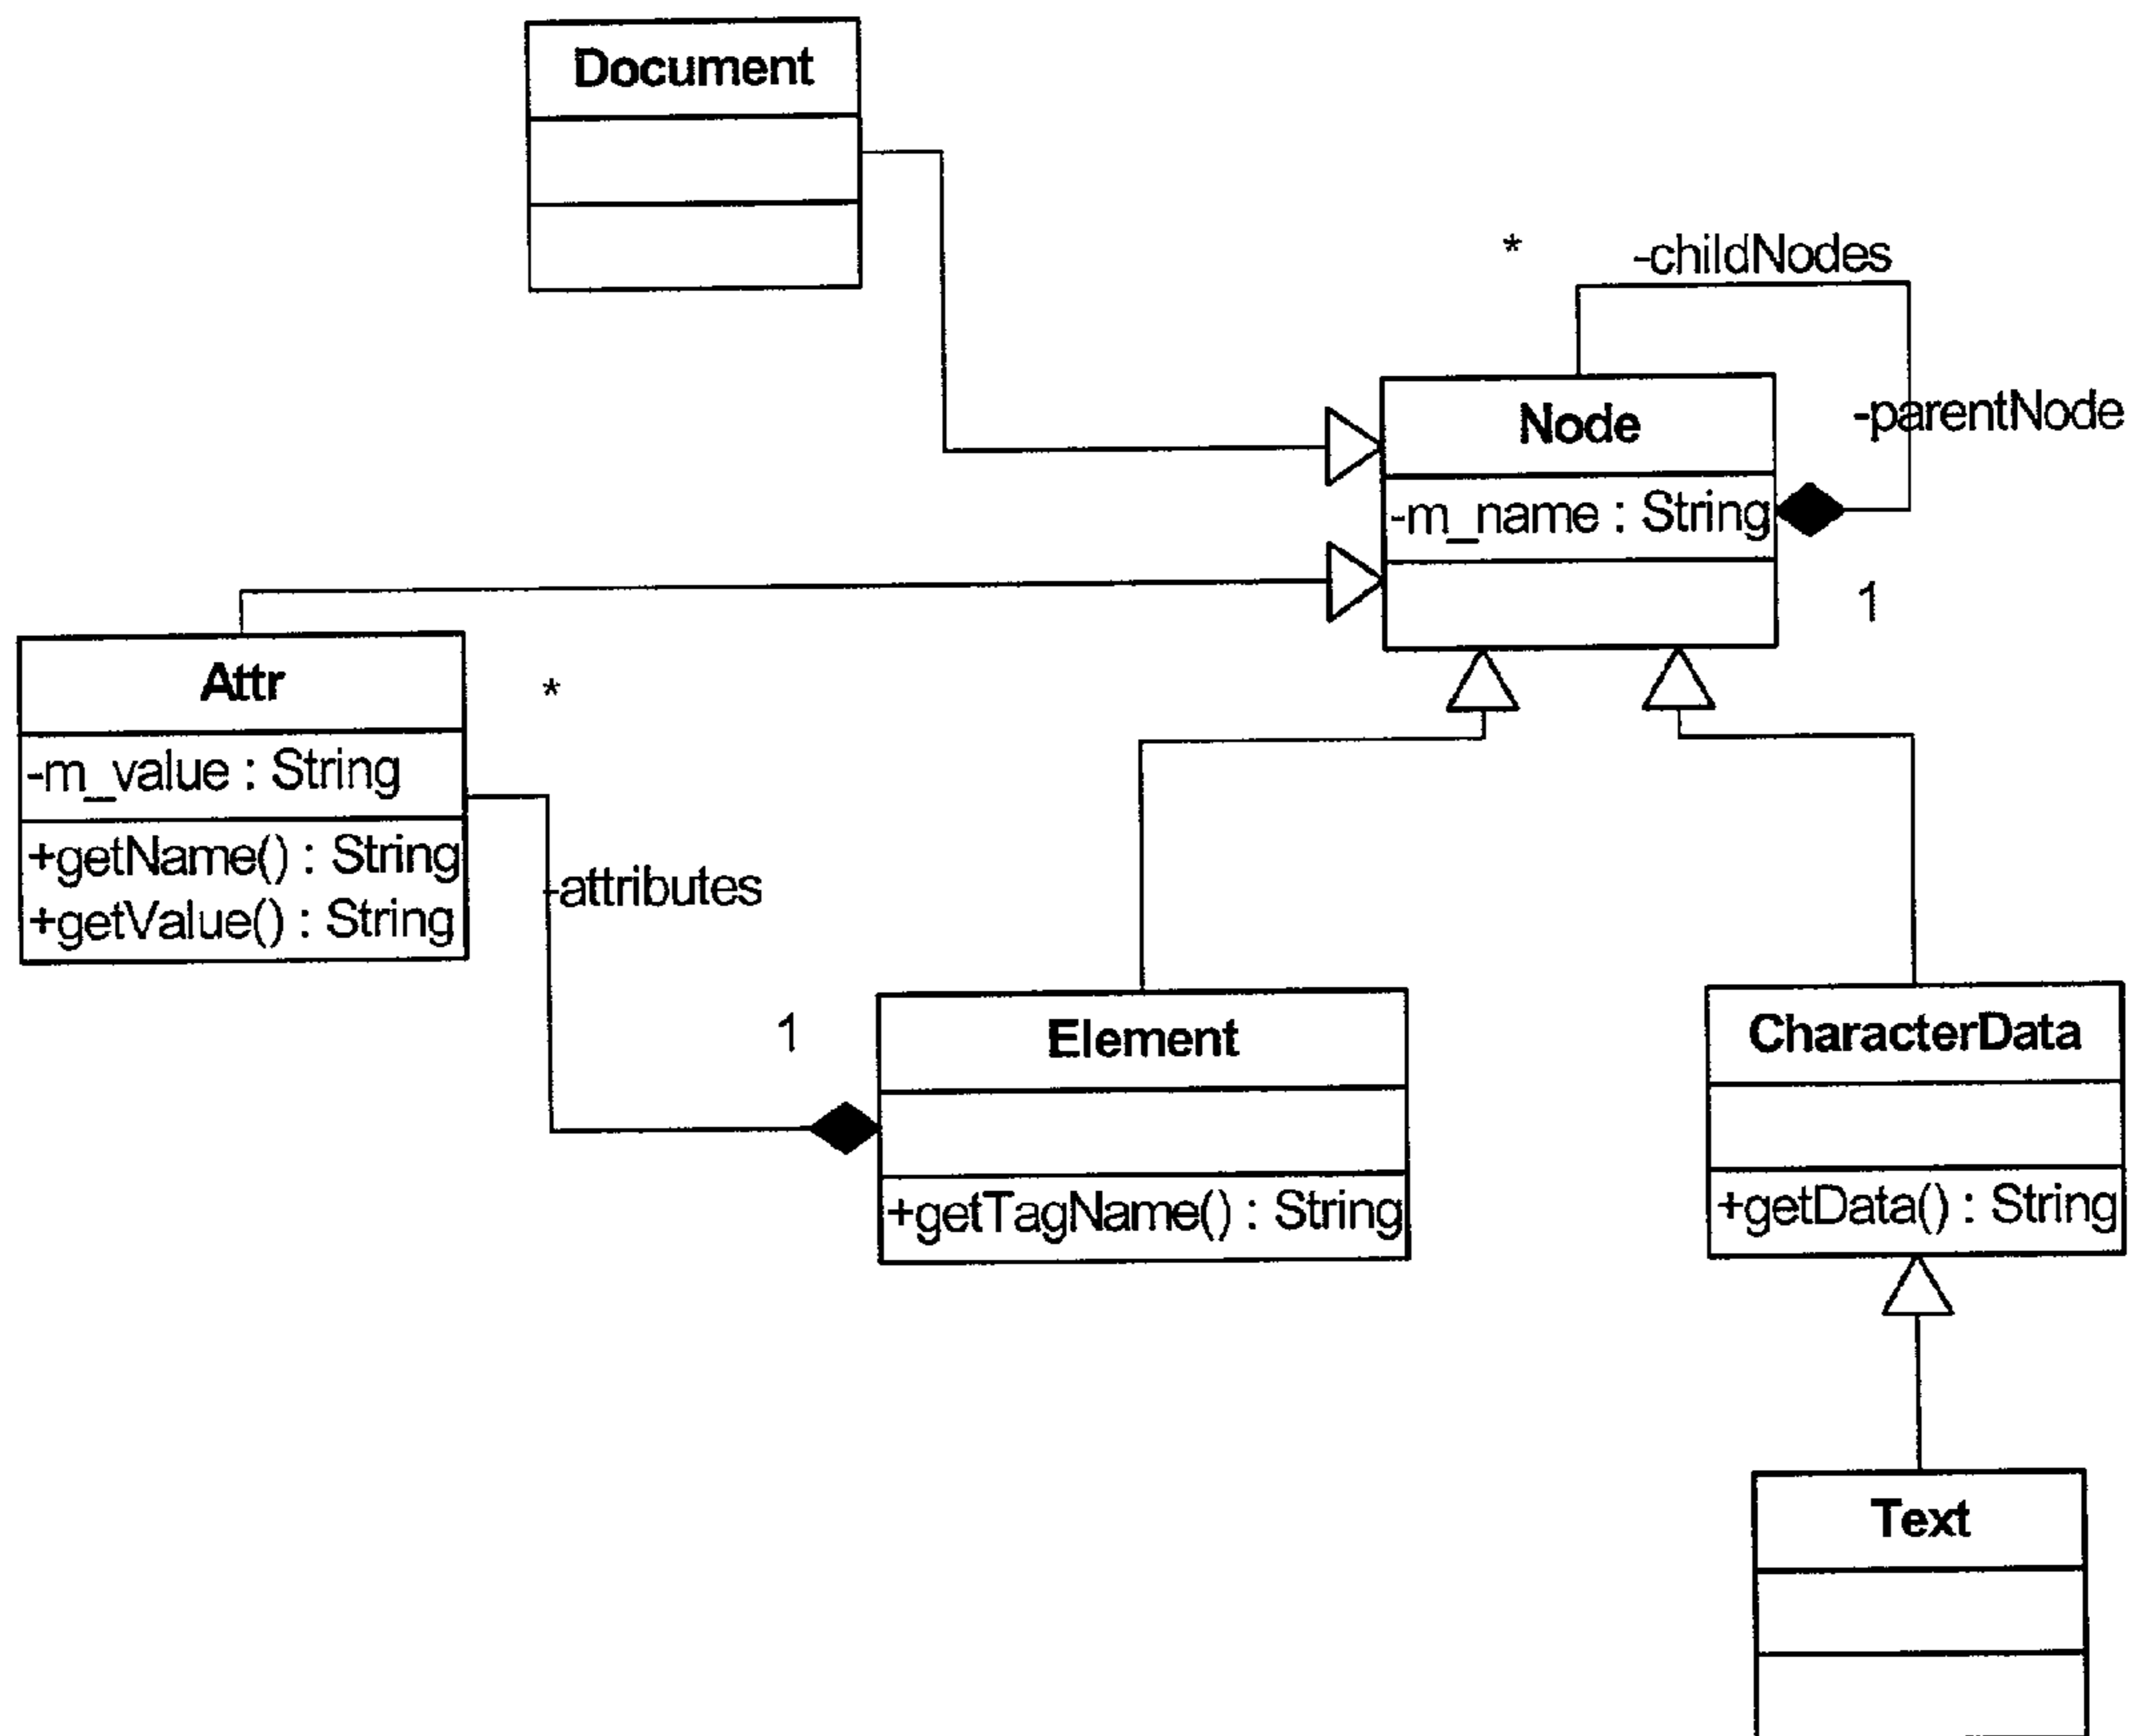 Document
*
-childNodes
Node
-parentNode
-m_name : String
1
Attr
*
-m_value : String
+getName() : String
+getValue() : String
-attributes
1
Element
+getTagName() : String
CharacterData
+getData() : String
Text